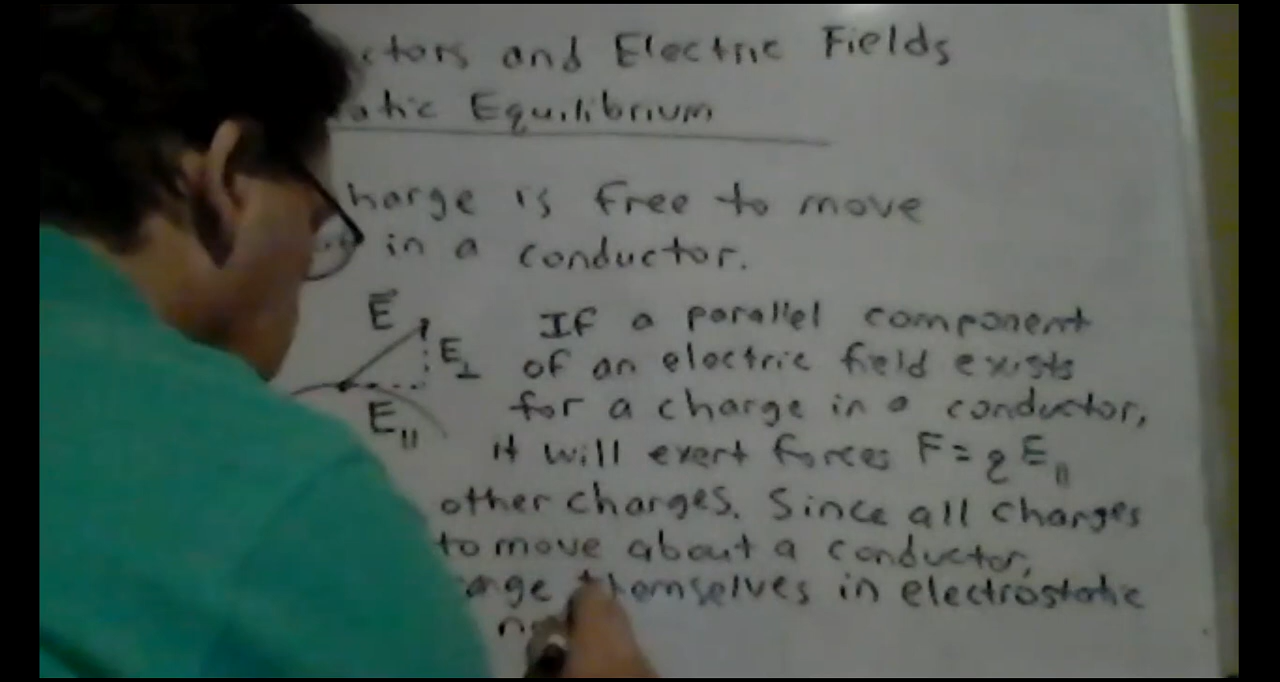 ctors and Electric Fields
atic Equilibrium
harge is free to move
in a conductor.
E
E⊥
E||
If a parallel component
of an electric field exists
for a charge in a conductor,
it will exert forces F = qE||
other charges. Since all charges
to move about a conductor,
ange themselves in electrostatic